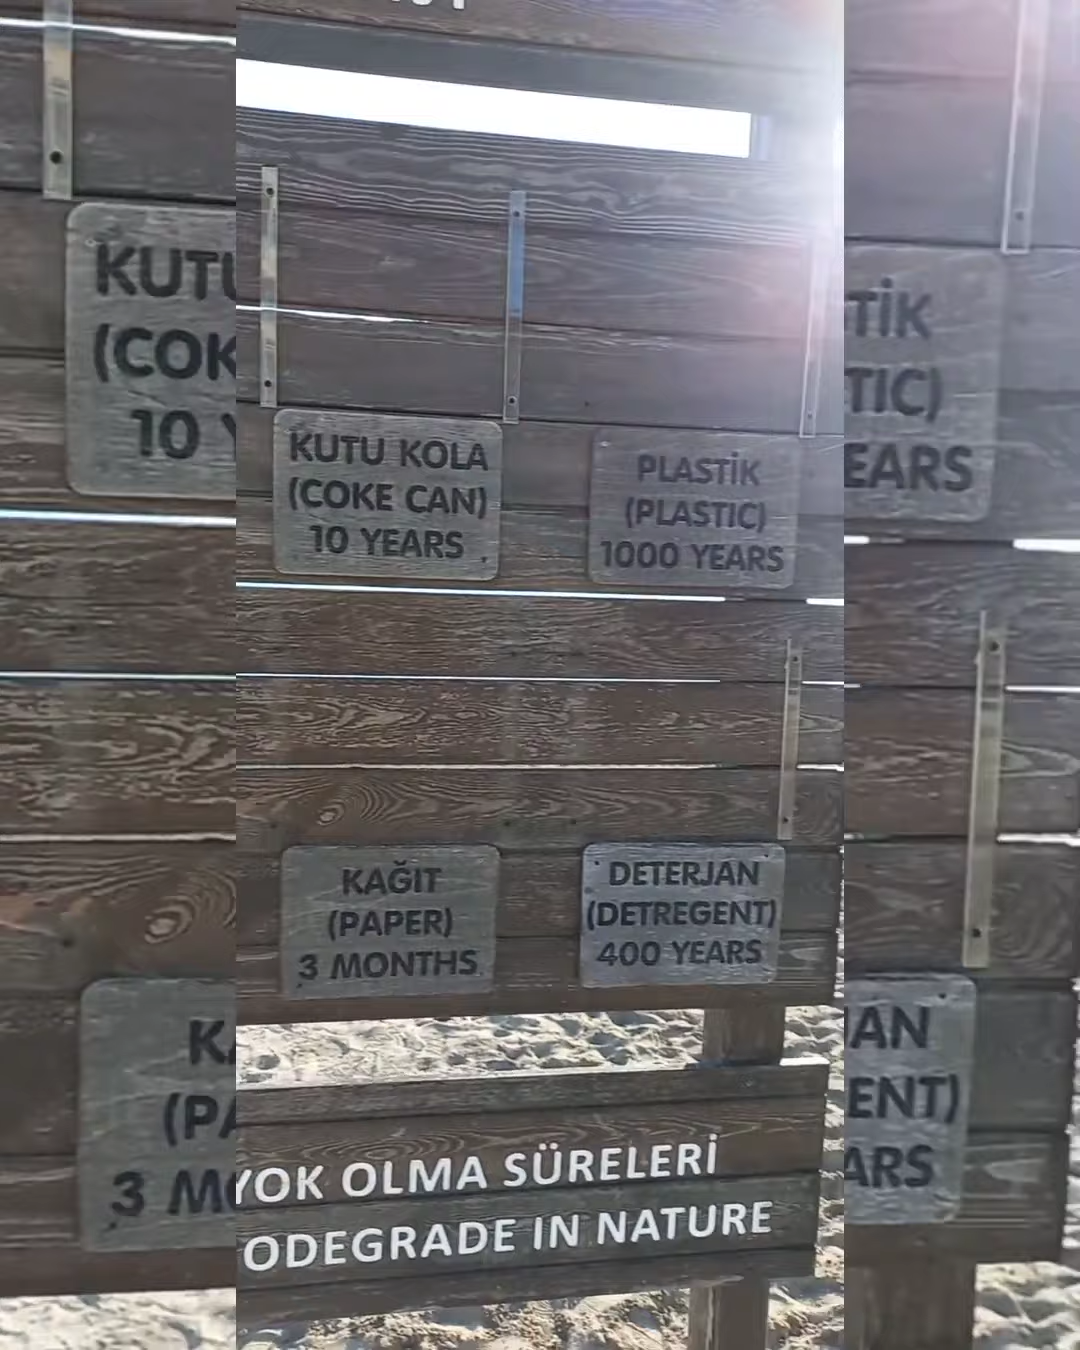 KUTU KOLA
(COKE CAN)
10 YEARS
PLASTİK
(PLASTIC)
1000 YEARS
KAĞIT
(PAPER)
3 MONTHS
DETERJAN
(DETREGENT)
400 YEARS
YOK OLMA SÜRELERİ
ODEGRADE IN NATURE